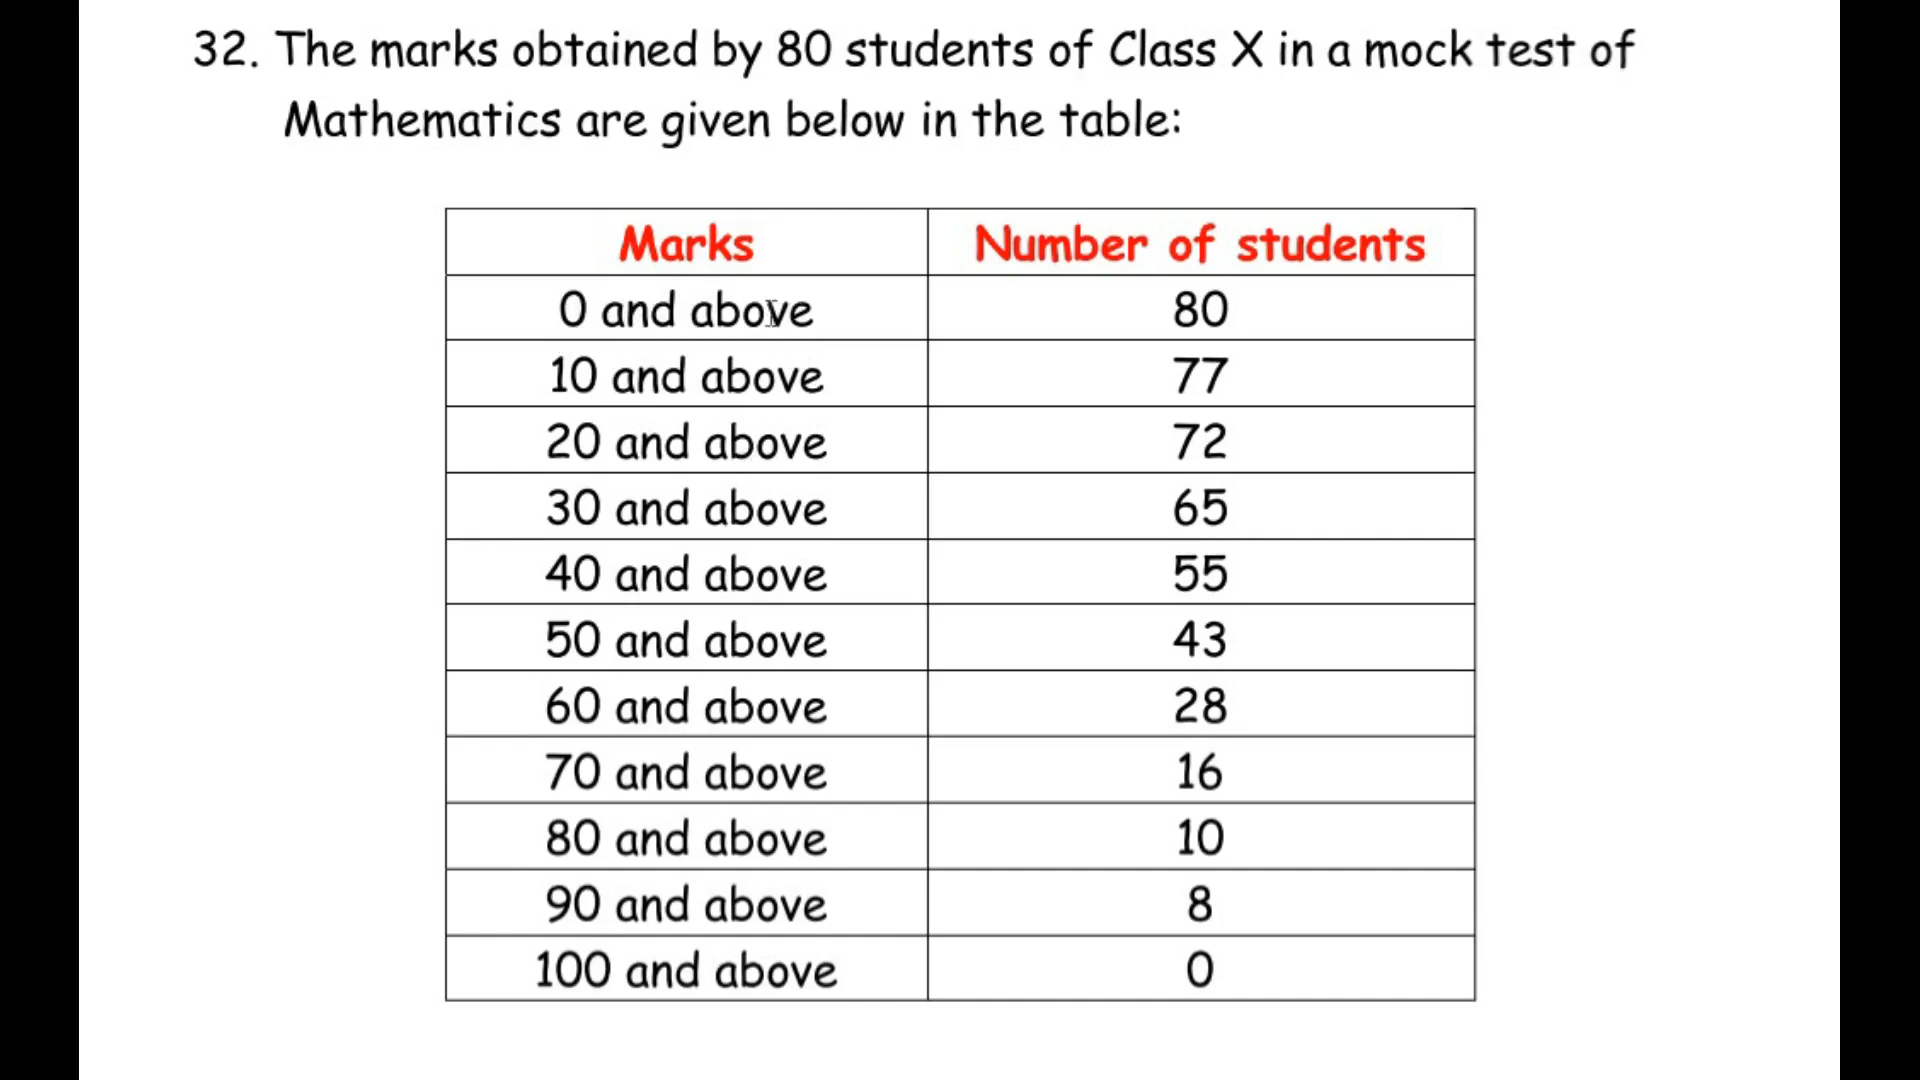 32. The marks obtained by 80 students of Class X in a mock test of
Mathematics are given below in the table:
Marks Number of students
0 and above 80
10 and above 77
20 and above 72
30 and above 65
40 and above 55
50 and above 43
60 and above 28
70 and above 16
80 and above 10
90 and above 8
100 and above 0